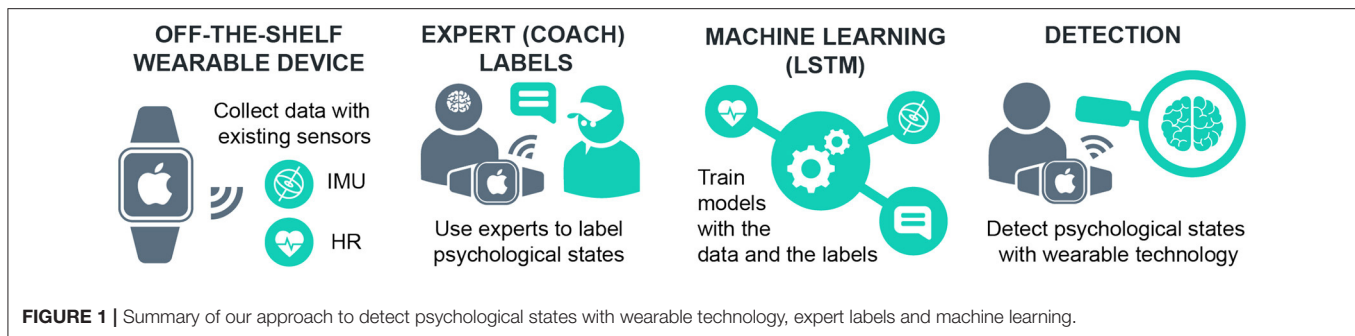 OFF-THE-SHELF
WEARABLE DEVICE
Collect data with
existing sensors
IMU
HR
EXPERT (COACH)
LABELS
Use experts to label
psychological states
MACHINE LEARNING
(LSTM)
Train
models
with the
data and the labels
DETECTION
Detect psychological states
with wearable technology
FIGURE 1 | Summary of our approach to detect psychological states with wearable technology, expert labels and machine learning.